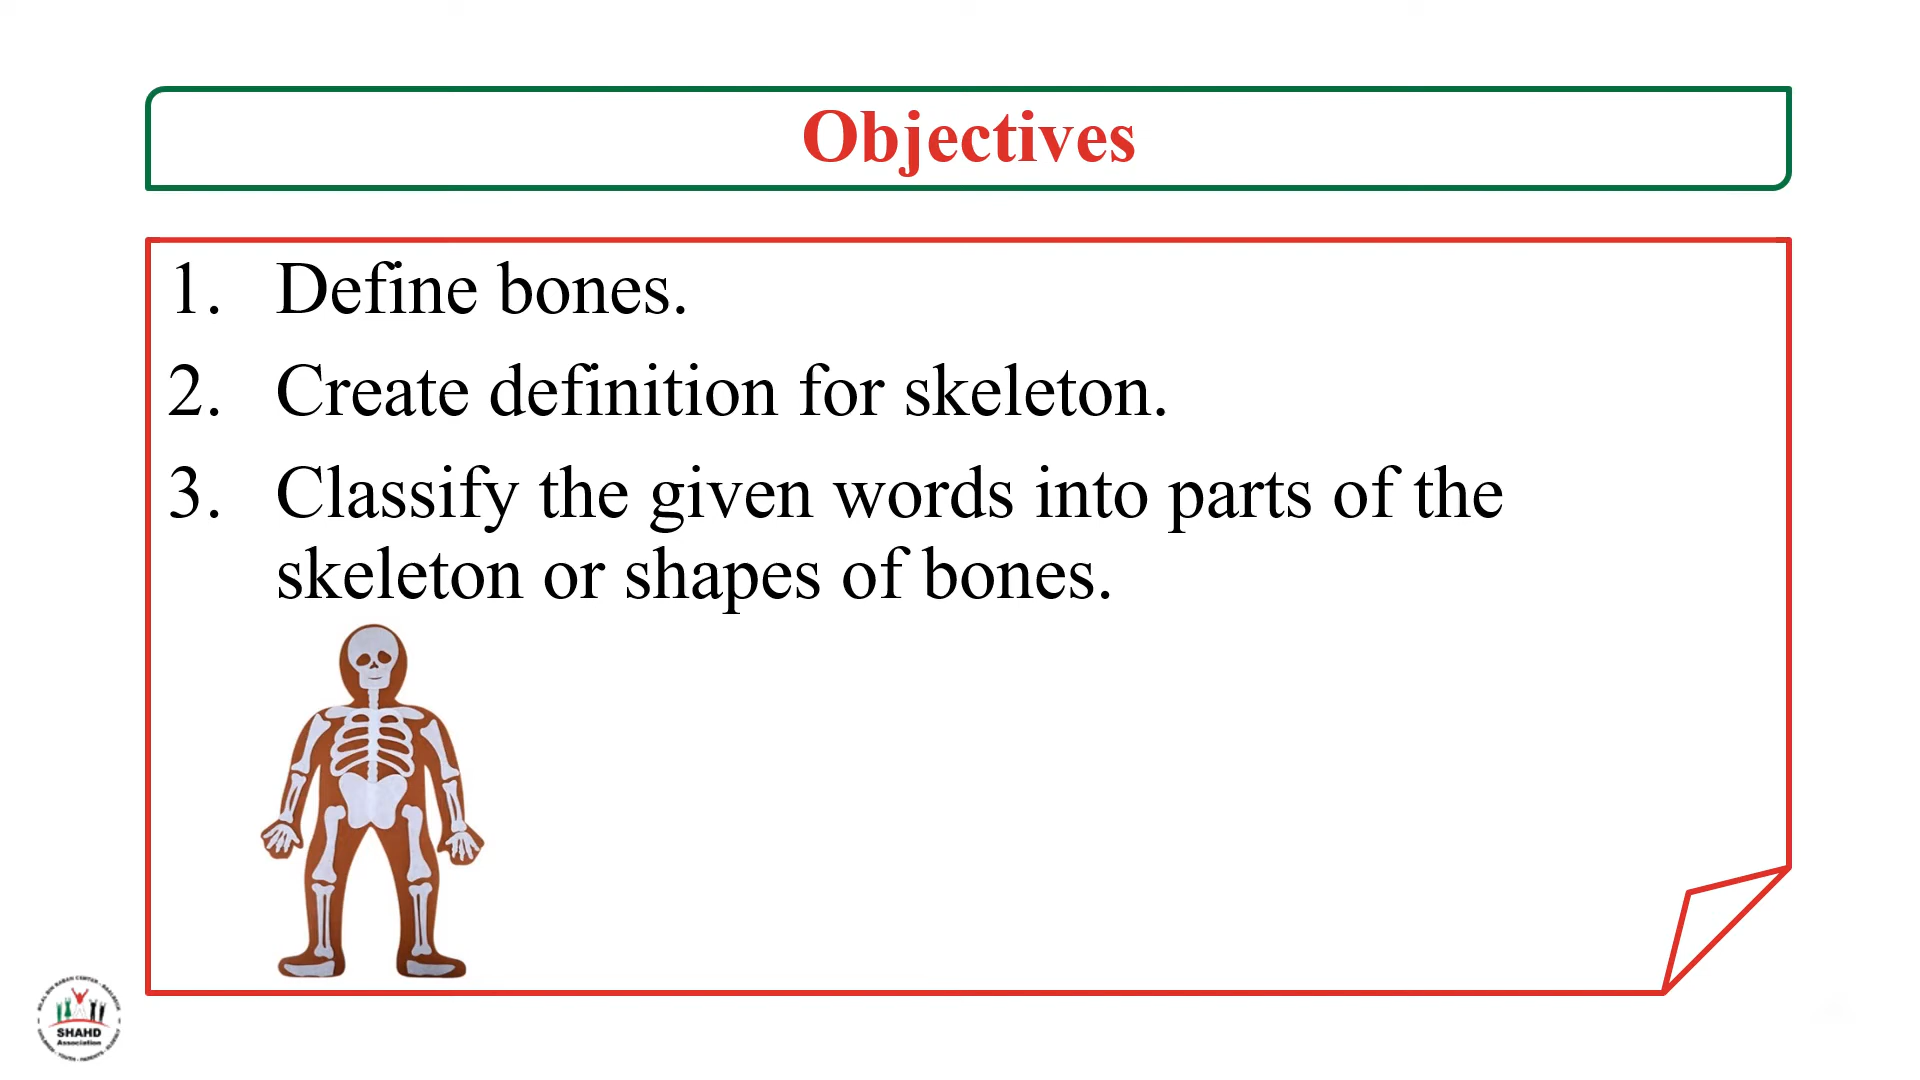 Objectives
1. Define bones.
2. Create definition for skeleton.
3. Classify the given words into parts of the
skeleton or shapes of bones.
SHAHD
Association